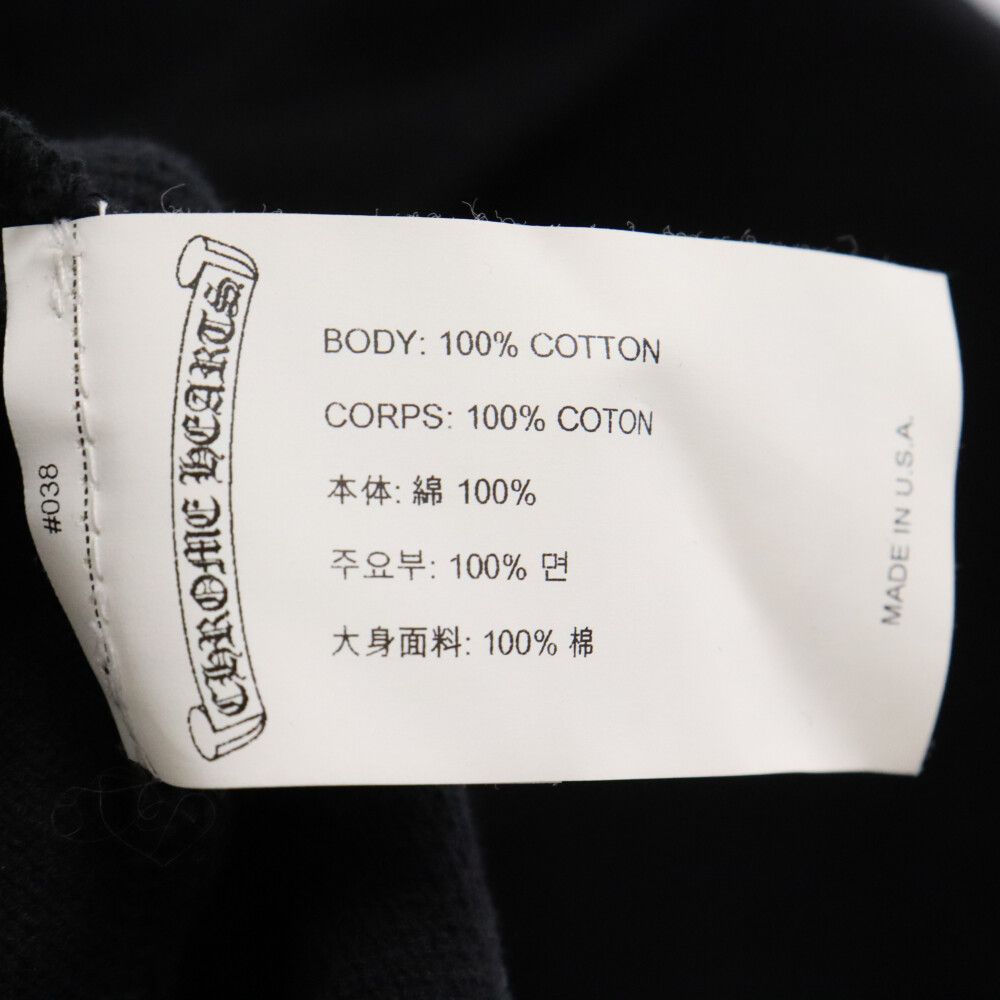 #038
CHROME HEARTS
BODY: 100% COTTON
CORPS: 100% COTON
本体: 綿 100%
주요부: 100% 면
大身面料: 100% 棉
MADE IN U.S.A.